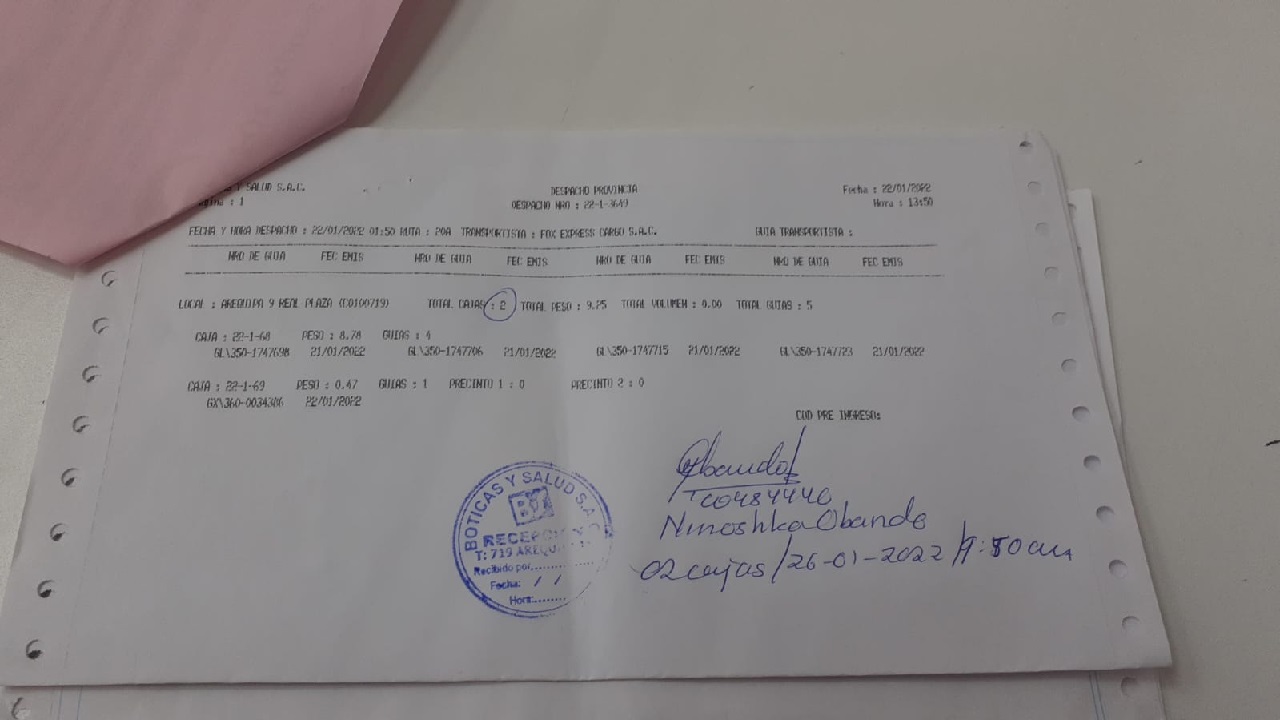 Y SALUD S.A.C.
DESPACHO PROVINCIA
Fecha : 22/01/2022
: 1
DESPACHO NRO : 22-1-3649
Hora : 13:50
FECHA Y HORA DESPACHO : 22/01/2022 01:50 RUTA : 20A TRANSPORTISTA : FOX EXPRESS CARGO S.A.C. GUIA TRANSPORTISTA :
NRO DE GUIA FEC EMIS NRO DE GUIA FEC EMIS NRO DE GUIA FEC EMIS NRO DE GUIA FEC EMIS
LOCAL : AREQUIPA 9 REAL PLAZA (C0100719) TOTAL CAJAS : 2 TOTAL PESO : 9.25 TOTAL VOLUMEN : 0.00 TOTAL GUIAS : 5
CAJA : 22-1-68 PESO : 8.78 GUIAS : 4
GL\350-1747698 21/01/2022 GL\350-1747706 21/01/2022 GL\350-1747715 21/01/2022 GL\350-1747723 21/01/2022
CAJA : 22-1-69 PESO : 0.47 GUIAS : 1 PRECINTO 1 : 0 PRECINTO 2 : 0
GX\360-0034386 22/01/2022
COD PRE INGRESO:
BOTICAS Y SALUD S.A.C.
RECEPC
T: 719 AREQU
Recibido por:..........
Fecha: / /
Hora:........
Obando
Ninoshka Obando
02 cajas / 26-01-2022 / 9:50 am